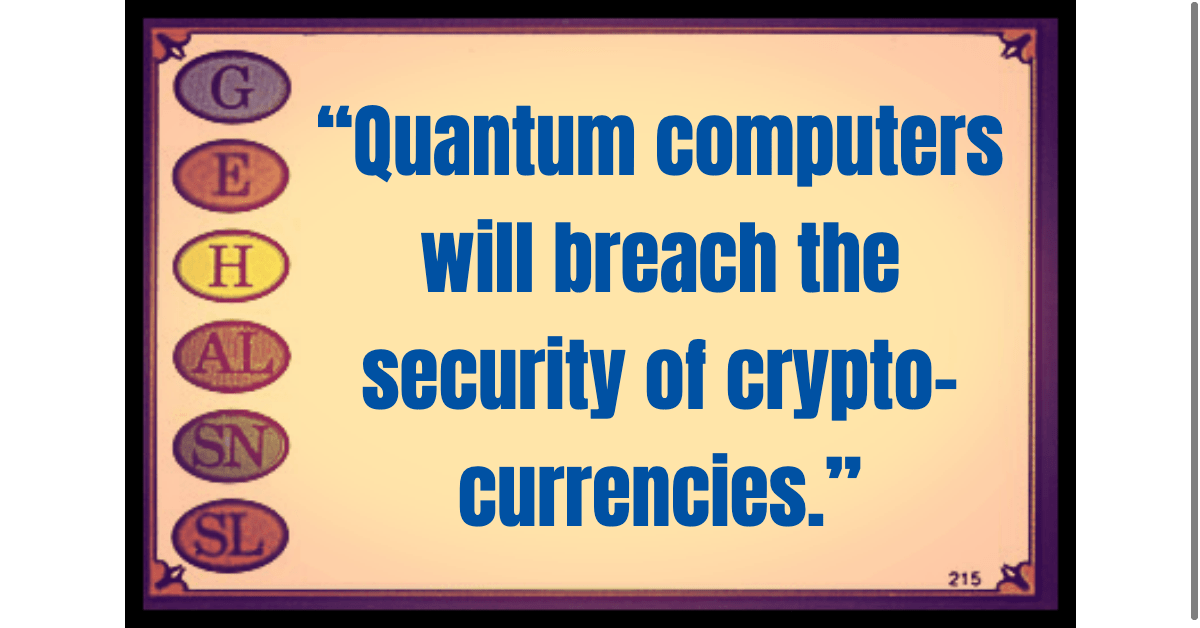 G
E
H
AL
SN
SL
“Quantum computers
will breach the
security of crypto-
currencies.”
215